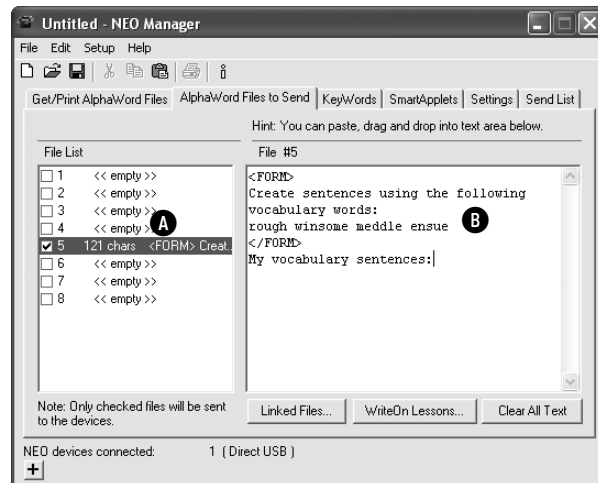 Untitled - NEO Manager
File Edit Setup Help
Get/Print AlphaWord Files AlphaWord Files to Send KeyWords SmartApplets Settings Send List
Hint: You can paste, drag and drop into text area below.
File List
File #5
1 << empty >>
2 << empty >>
3 << empty >>
4 << empty >>
5 121 chars <FORM> Creat..
6 << empty >>
7 << empty >>
8 << empty >>
A
<FORM>
Create sentences using the following
vocabulary words:
rough winsome meddle ensue
</FORM>
My vocabulary sentences:
B
Note: Only checked files will be sent
to the devices.
Linked Files... WriteOn Lessons... Clear All Text
NEO devices connected: 1 ( Direct USB )